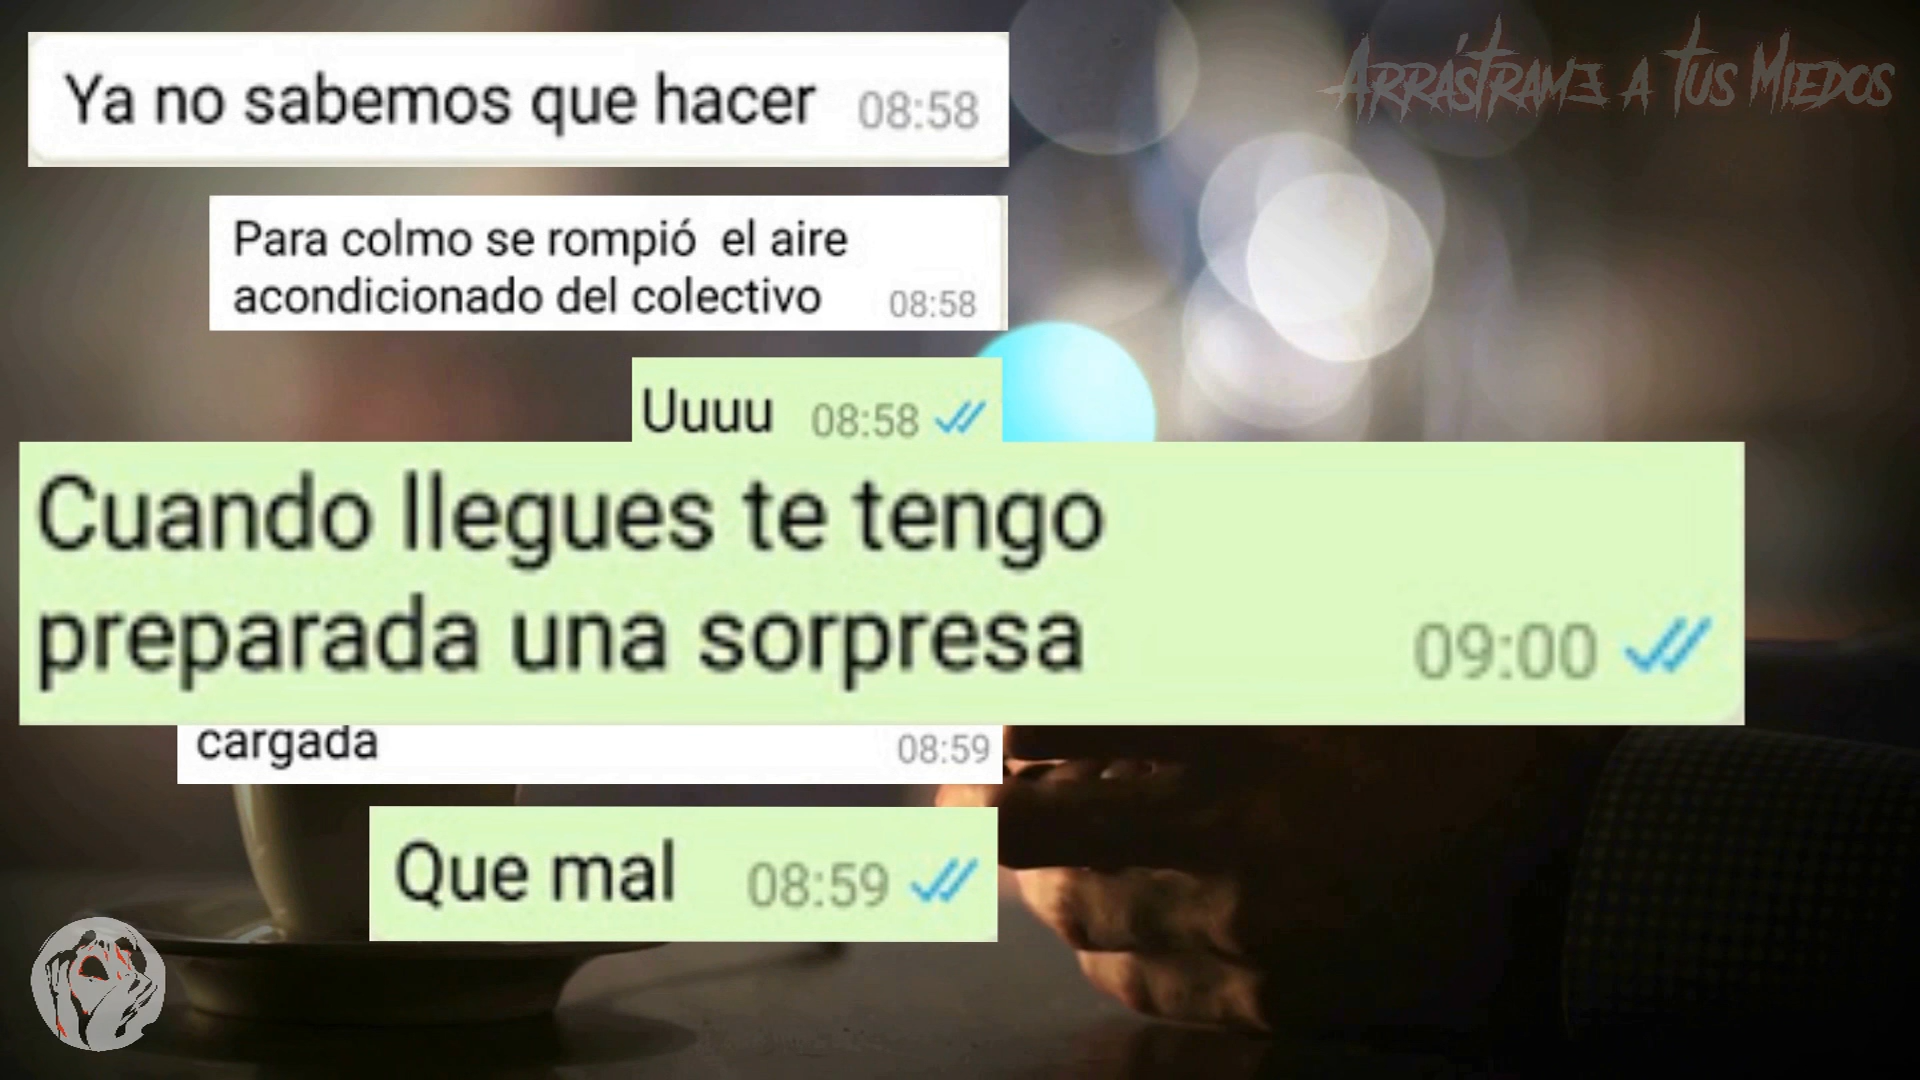 ARRÁSTRAME A TUS MIEDOS
Ya no sabemos que hacer 08:58
Para colmo se rompió el aire
acondicionado del colectivo 08:58
Uuuu 08:58
Cuando llegues te tengo
preparada una sorpresa 09:00
cargada 08:59
Que mal 08:59